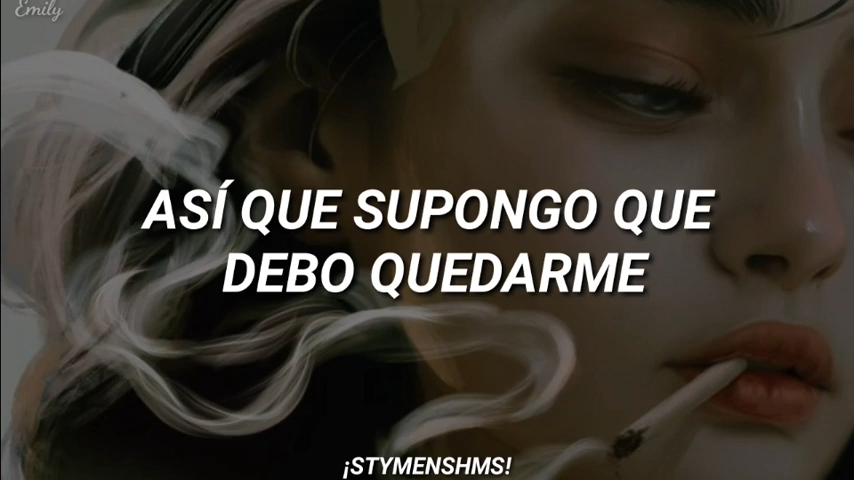 Emily
ASÍ QUE SUPONGO QUE
DEBO QUEDARME
¡STYMENSHMS!